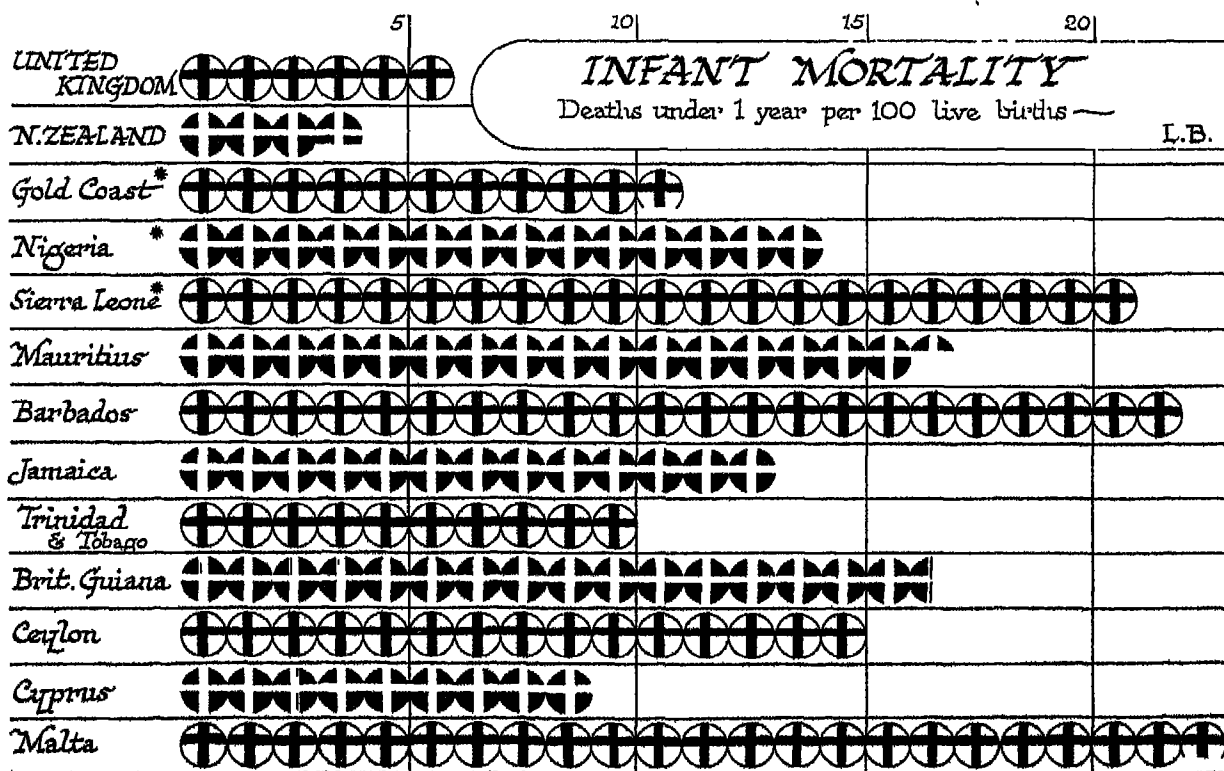 5 10 15 20
INFANT MORTALITY
Deaths under 1 year per 100 live births
L.B.
UNITED
KINGDOM
N.ZEALAND
Gold Coast*
Nigeria *
Sierra Leone*
Mauritius
Barbados
Jamaica
Trinidad
& Tobago
Brit. Guiana
Ceylon
Cyprus
Malta